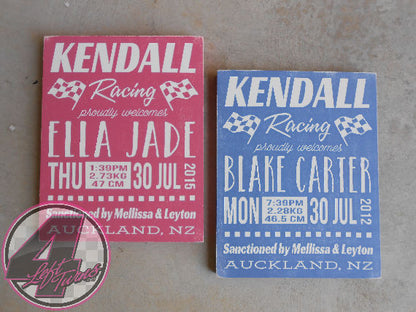 KENDALL
Racing
proudly welcomes
ELLA JADE
THU
1:39PM
2.73KG
47 CM
30 JUL
2015
Sanctioned by Mellissa & Leyton
AUCKLAND, NZ
KENDALL
Racing
proudly welcomes
BLAKE CARTER
MON
7:39PM
2.28KG
46.5 CM
30 JUL
2012
Sanctioned by Mellissa & Leyton
AUCKLAND, NZ
4
Left Turns